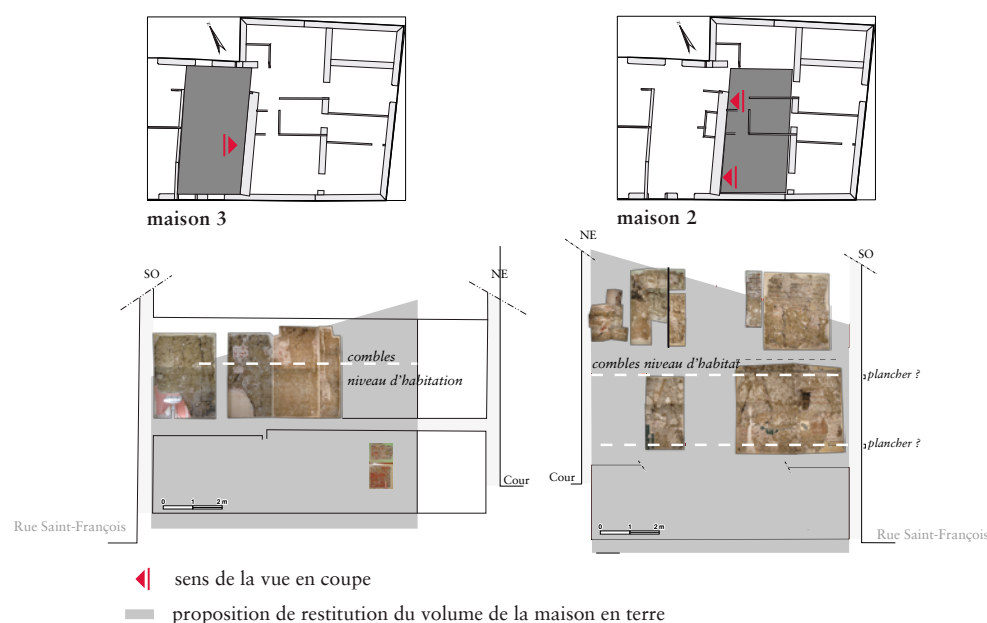 maison 3
maison 2
NE
SO
SO
NE
combles
niveau d'habitation
combles niveau d'habitat
plancher ?
plancher ?
Cour
Cour
0 1 2 m
0 1 2 m
Rue Saint-François
Rue Saint-François
sens de la vue en coupe
proposition de restitution du volume de la maison en terre